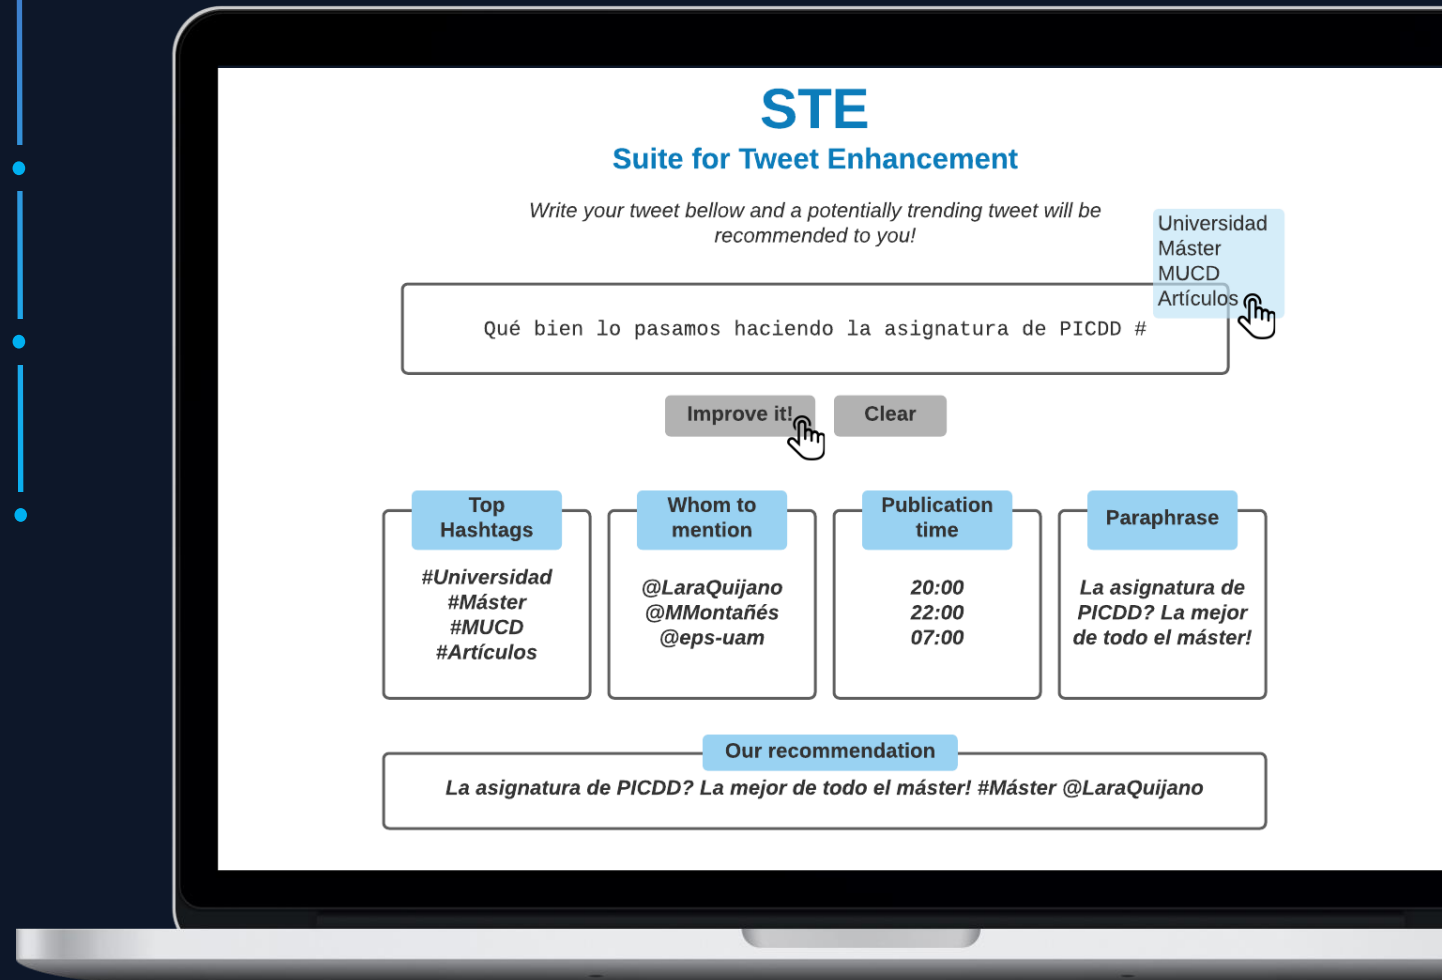 STE
Suite for Tweet Enhancement
Write your tweet bellow and a potentially trending tweet will be
recommended to you!
Universidad
Máster
MUCD
Artículos
Qué bien lo pasamos haciendo la asignatura de PICDD #
Improve it!
Clear
Top
Hashtags
#Universidad
#Máster
#MUCD
#Artículos
Whom to
mention
@LaraQuijano
@MMontañés
@eps-uam
Publication
time
20:00
22:00
07:00
Paraphrase
La asignatura de
PICDD? La mejor
de todo el máster!
Our recommendation
La asignatura de PICDD? La mejor de todo el máster! #Máster @LaraQuijano